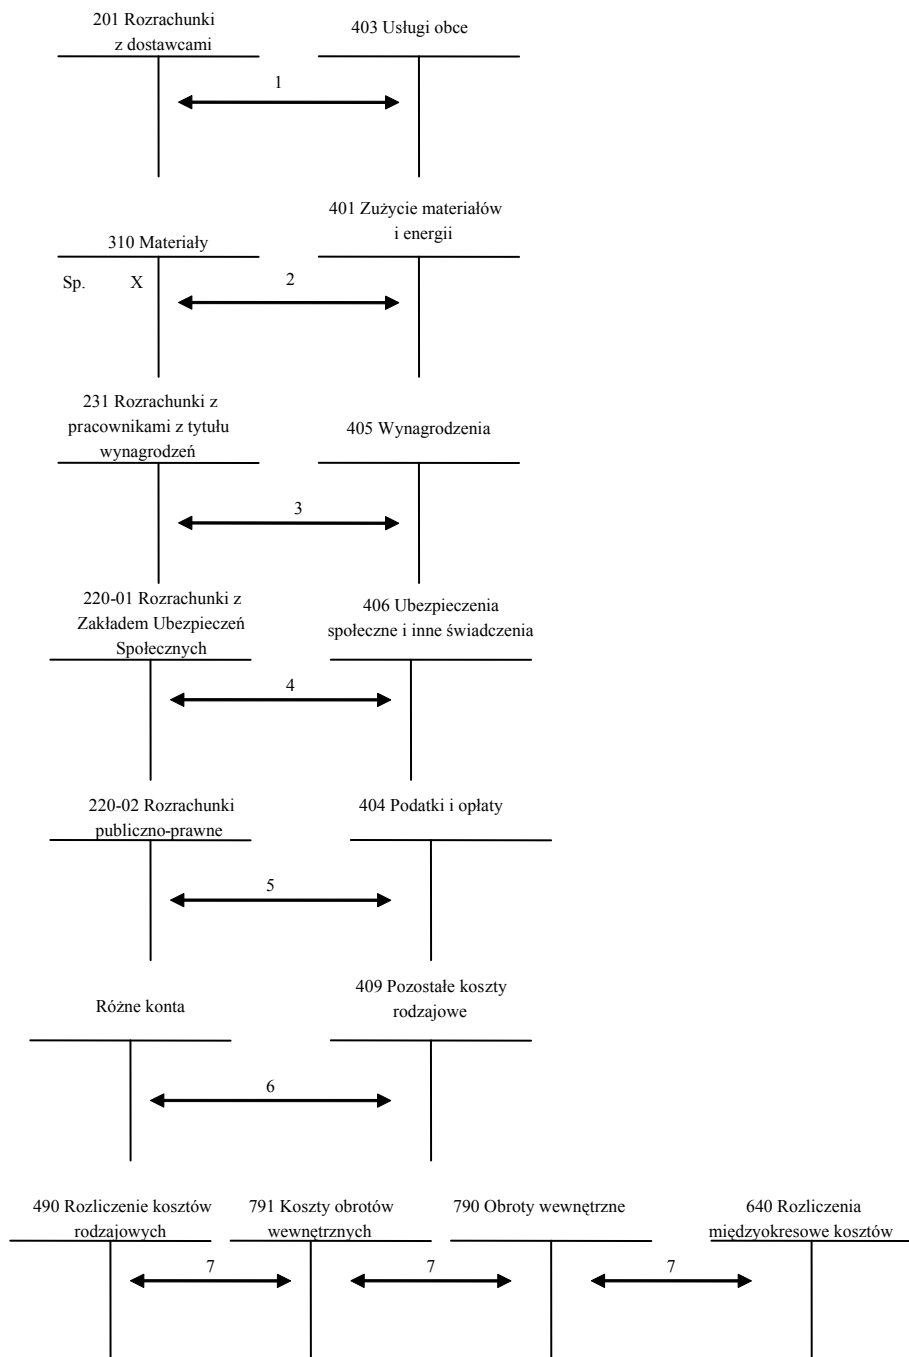 201 Rozrachunki
z dostawcami
403 Usługi obce
1
310 Materiały
401 Zużycie materiałów
i energii
Sp. X
2
231 Rozrachunki z
pracownikami z tytułu
wynagrodzeń
405 Wynagrodzenia
3
220-01 Rozrachunki z
Zakładem Ubezpieczeń
Społecznych
406 Ubezpieczenia
społeczne i inne świadczenia
4
220-02 Rozrachunki
publiczno-prawne
404 Podatki i opłaty
5
Różne konta
409 Pozostałe koszty
rodzajowe
6
490 Rozliczenie kosztów
rodzajowych
791 Koszty obrotów
wewnętrznych
790 Obroty wewnętrzne
640 Rozliczenia
międzyokresowe kosztów
7
7
7